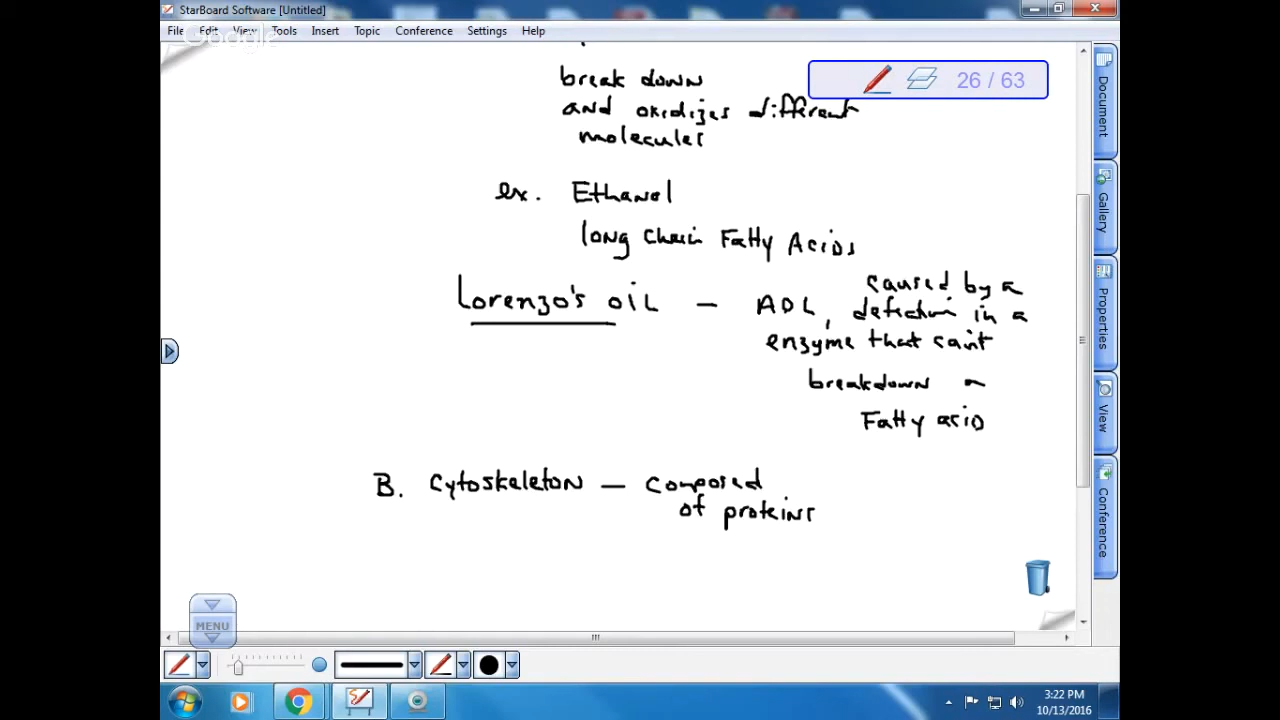 StarBoard Software [Untitled]
File Edit View Tools Insert Topic Conference Settings Help
Google
26 / 63
break down
and oxidizes different
molecules
ex. Ethanol
long chain Fatty Acids
Lorenzo's oil — ADL, caused by a
defection in a
enzyme that can't
breakdown a
Fatty acid
B. Cytoskeleton — composed
of proteins
Document
Gallery
Properties
View
Conference
MENU
3:22 PM
10/13/2016